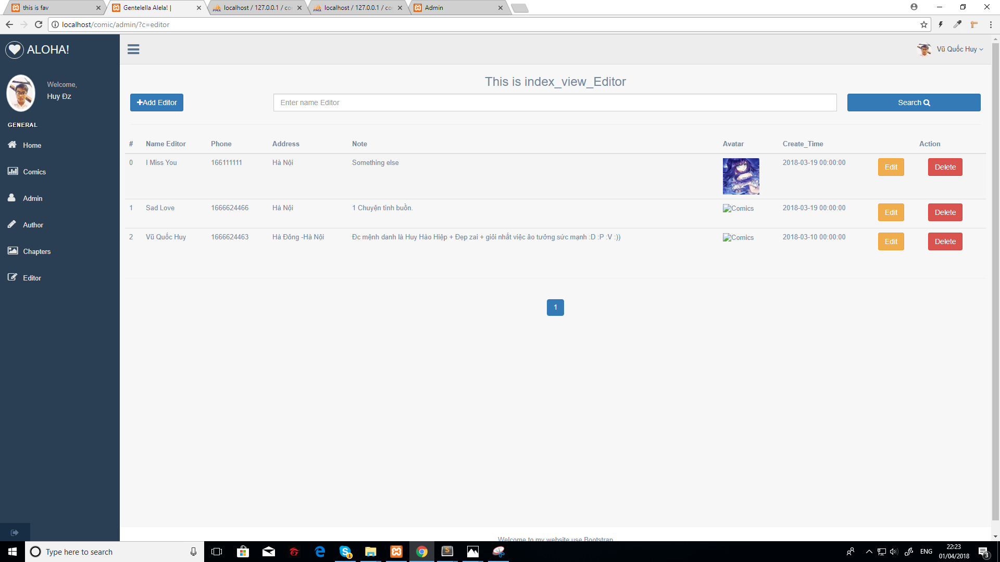 this is fav
Gentelella Alela! |
localhost / 127.0.0.1 / co
localhost / 127.0.0.1 / co
Admin
localhost/comic/admin/?c=editor
ALOHA!
Vũ Quốc Huy
Welcome,
Huy Đz
GENERAL
Home
Comics
Admin
Author
Chapters
Editor
This is index_view_Editor
Add Editor
Enter name Editor
Search
# Name Editor Phone Address Note Avatar Create_Time Action
0 I Miss You 166111111 Hà Nội Something else 2018-03-19 00:00:00 Edit Delete
1 Sad Love 1666624466 Hà Nội 1 Chuyện tình buồn. Comics 2018-03-19 00:00:00 Edit Delete
2 Vũ Quốc Huy 1666624463 Hà Đông -Hà Nội Đc mệnh danh là Huy Hào Hiệp + Đẹp zai + giỏi nhất việc ảo tưởng sức mạnh :D :P :V :)) Comics 2018-03-10 00:00:00 Edit Delete
1
Welcome to my website use Bootstrap
Type here to search
ENG
22:23
01/04/2018
3